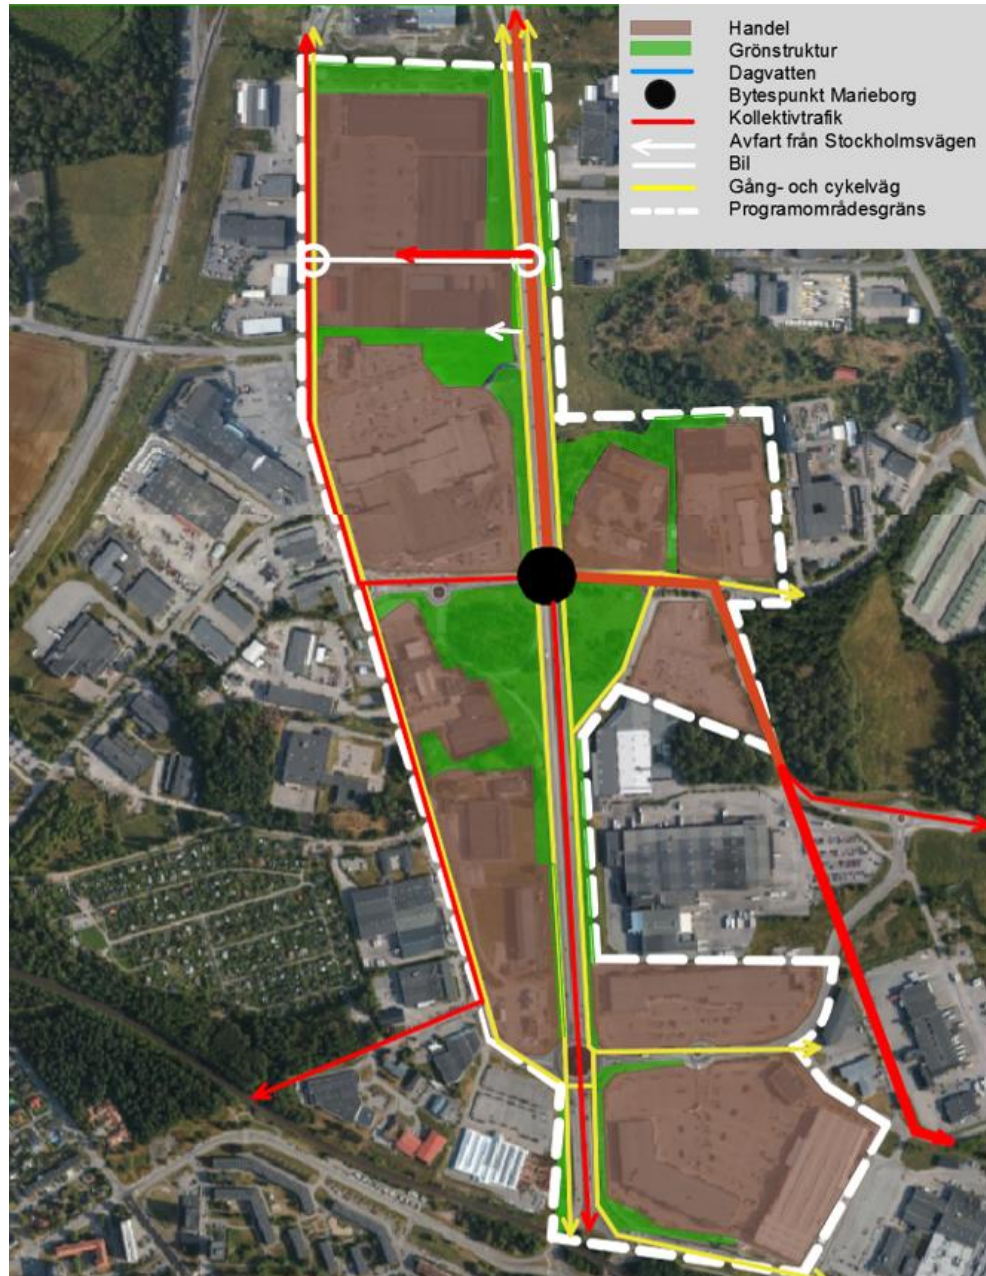 Handel
Grönstruktur
Dagvatten
Bytespunkt Marieborg
Kollektivtrafik
Avfart från Stockholmsvägen
Bil
Gång- och cykelväg
Programområdesgräns